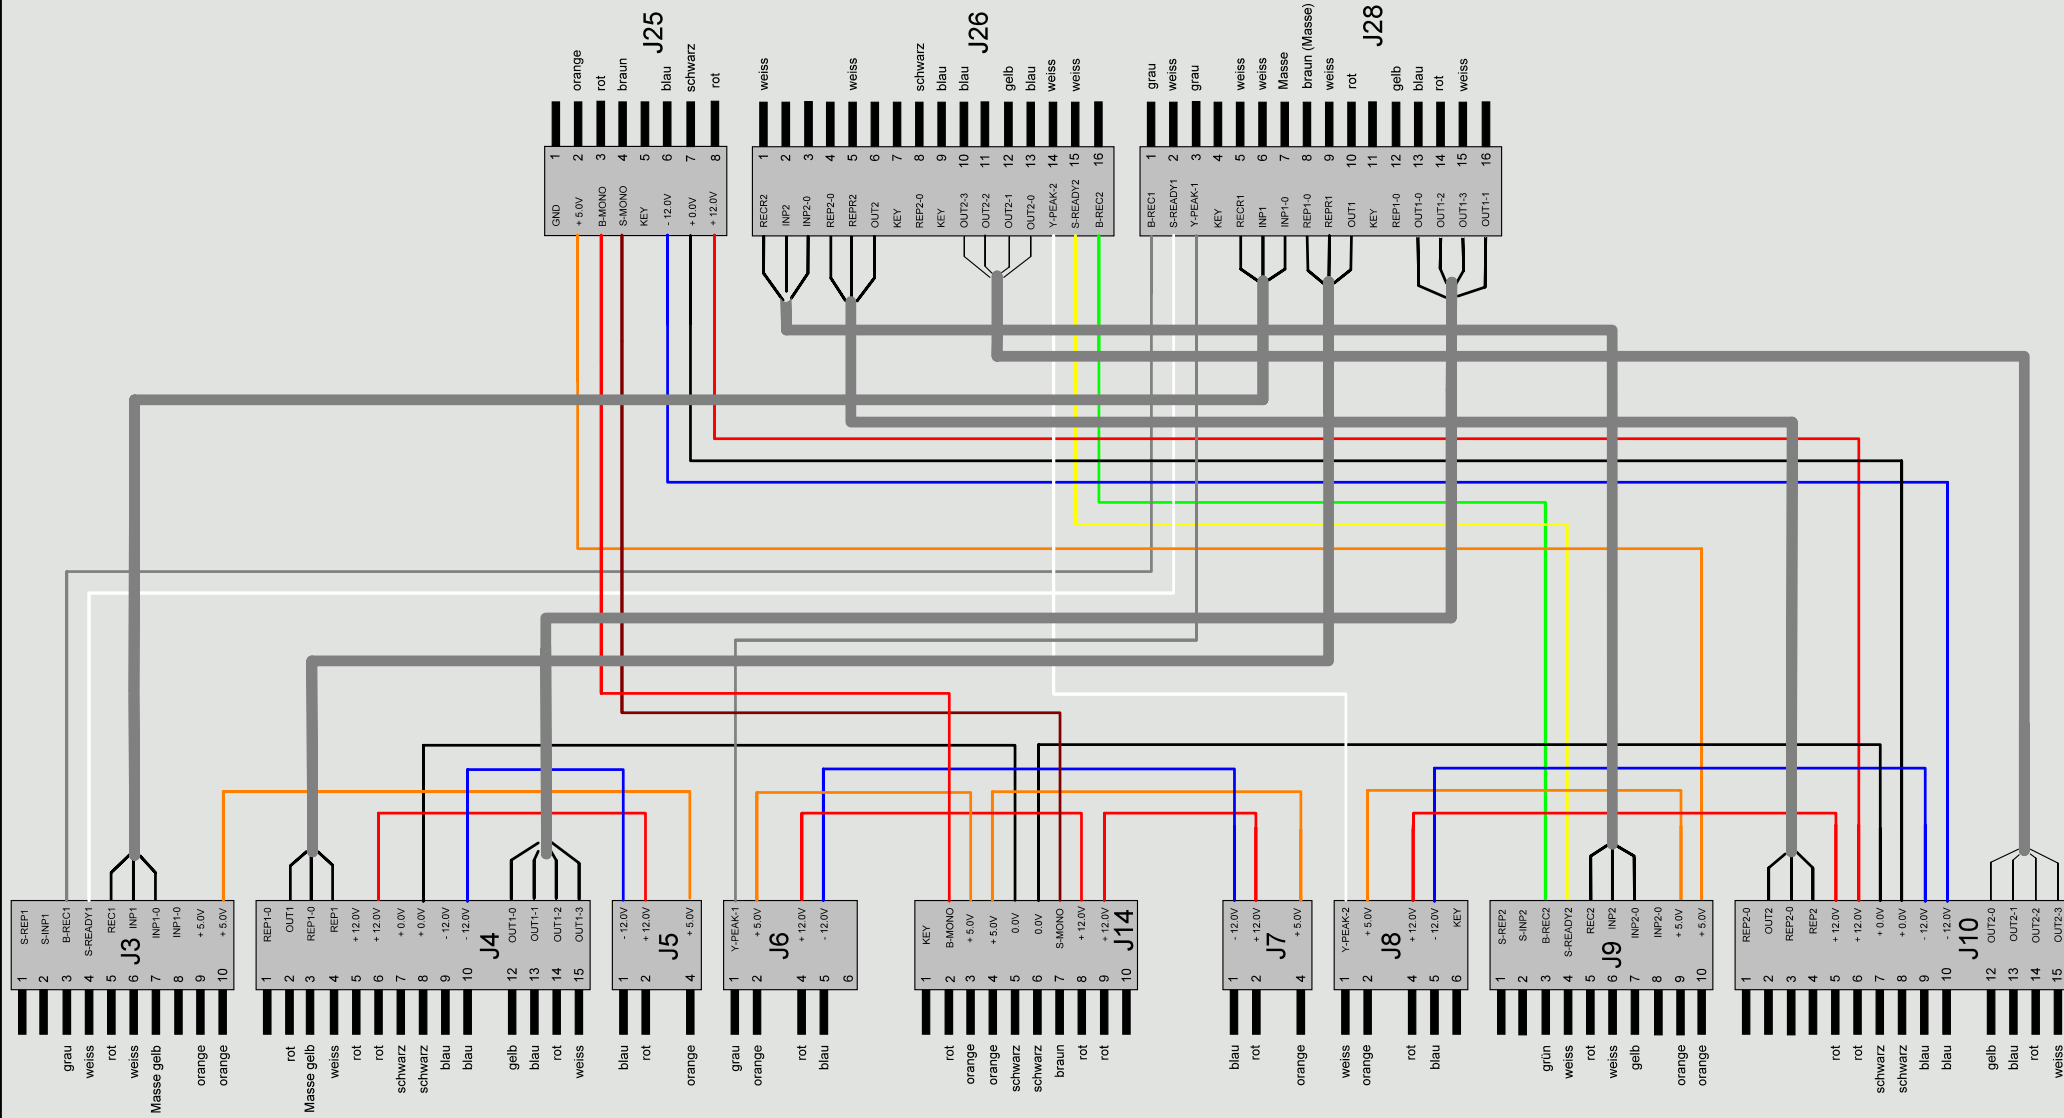 J25
J26
J28
orange
rot
braun
blau
schwarz
rot
weiss
weiss
schwarz
blau
blau
gelb
blau
weiss
weiss
grau
weiss
grau
weiss
weiss
Masse
braun (Masse)
weiss
rot
gelb
blau
rot
weiss
1 2 3 4 5 6 7 8
1 2 3 4 5 6 7 8 9 10 11 12 13 14 15 16
1 2 3 4 5 6 7 8 9 10 11 12 13 14 15 16
GND
+ 5.0V
B-MONO
S-MONO
KEY
- 12.0V
+ 0.0V
+ 12.0V
RECR2
INP2
INP2-0
REP2-0
REPR2
OUT2
KEY
REP2-0
KEY
OUT2-3
OUT2-2
OUT2-1
OUT2-0
Y-PEAK-2
S-READY2
B-REC2
B-REC1
S-READY1
Y-PEAK-1
KEY
RECR1
INP1
INP1-0
REP1-0
REPR1
OUT1
KEY
REP1-0
OUT1-0
OUT1-2
OUT1-3
OUT1-1
S-REP1
S-INP1
B-REC1
S-READY1
REC1
INP1
INP1-0
INP1-0
+ 5.0V
+ 5.0V
J3
1 2 3 4 5 6 7 8 9 10
grau
weiss
rot
weiss
Masse gelb
orange
orange
REP1-0
OUT1
REP1-0
REP1
+ 12.0V
+ 12.0V
+ 0.0V
+ 0.0V
- 12.0V
- 12.0V
OUT1-0
OUT1-1
OUT1-2
OUT1-3
J4
1 2 3 4 5 6 7 8 9 10 12 13 14 15
rot
Masse gelb
weiss
rot
rot
schwarz
schwarz
blau
blau
gelb
blau
rot
weiss
- 12.0V
+ 12.0V
+ 5.0V
J5
1 2 4
blau
rot
orange
Y-PEAK-1
+ 5.0V
+ 12.0V
- 12.0V
J6
1 2 4 5 6
grau
orange
rot
blau
KEY
B-MONO
+ 5.0V
+ 5.0V
0.0V
0.0V
S-MONO
+ 12.0V
+ 12.0V
J14
1 2 3 4 5 6 7 8 9 10
rot
orange
orange
schwarz
schwarz
braun
rot
rot
- 12.0V
+ 12.0V
+ 5.0V
J7
1 2 4
blau
rot
orange
Y-PEAK-2
+ 5.0V
+ 12.0V
- 12.0V
KEY
J8
1 2 4 5 6
weiss
orange
rot
blau
S-REP2
S-INP2
B-REC2
S-READY2
REC2
INP2
INP2-0
INP2-0
+ 5.0V
+ 5.0V
J9
1 2 3 4 5 6 7 8 9 10
grün
weiss
rot
weiss
gelb
orange
orange
REP2-0
OUT2
REP2-0
REP2
+ 12.0V
+ 12.0V
+ 0.0V
+ 0.0V
- 12.0V
- 12.0V
OUT2-0
OUT2-1
OUT2-2
OUT2-3
J10
1 2 3 4 5 6 7 8 9 10 12 13 14 15
rot
rot
schwarz
schwarz
blau
blau
gelb
blau
rot
weiss